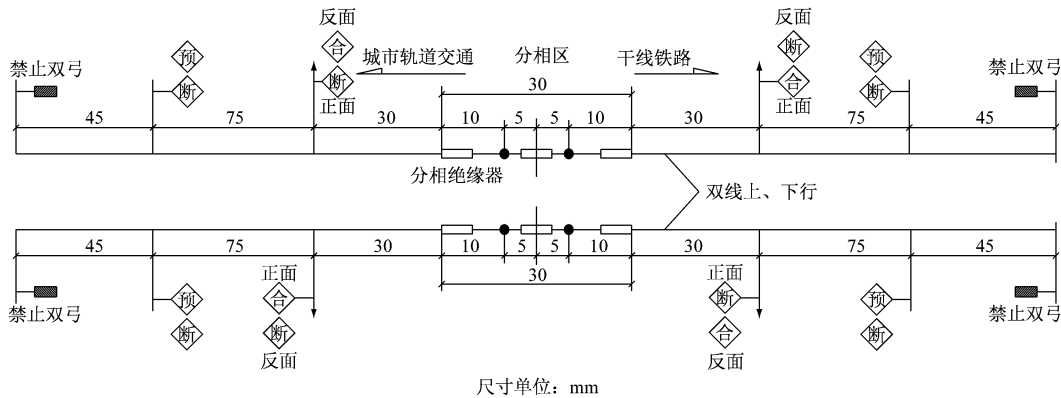 反面
反面
合
城市轨道交通
分相区
干线铁路
断
预
预
禁止双弓
断
断
合
断
禁止双弓
正面
正面
30
45
75
30
10
5
5
10
30
75
45
分相绝缘器
双线上、下行
45
75
30
10
5
5
10
30
75
45
30
正面
正面
禁止双弓
预
合
断
预
禁止双弓
断
断
合
断
反面
反面
尺寸单位：mm